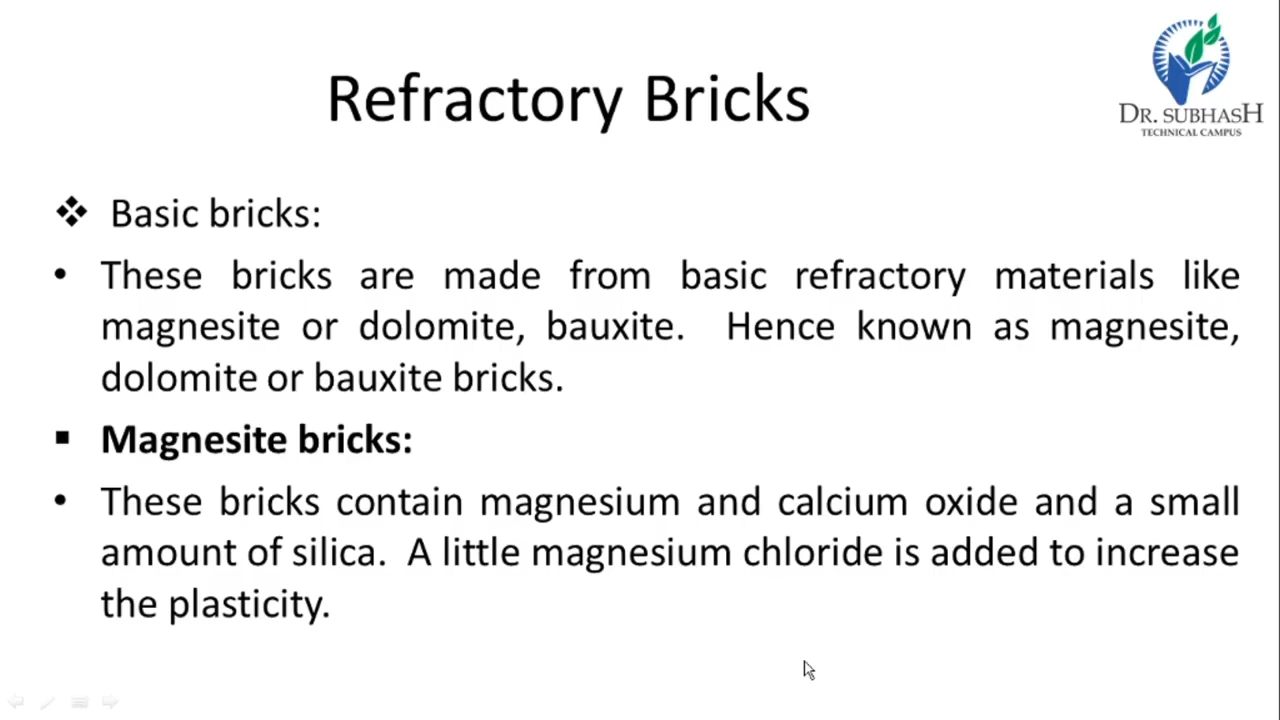 DR. SUBHASH
TECHNICAL CAMPUS
Refractory Bricks
❖ Basic bricks:
• These bricks are made from basic refractory materials like
magnesite or dolomite, bauxite. Hence known as magnesite,
dolomite or bauxite bricks.
▪ Magnesite bricks:
• These bricks contain magnesium and calcium oxide and a small
amount of silica. A little magnesium chloride is added to increase
the plasticity.